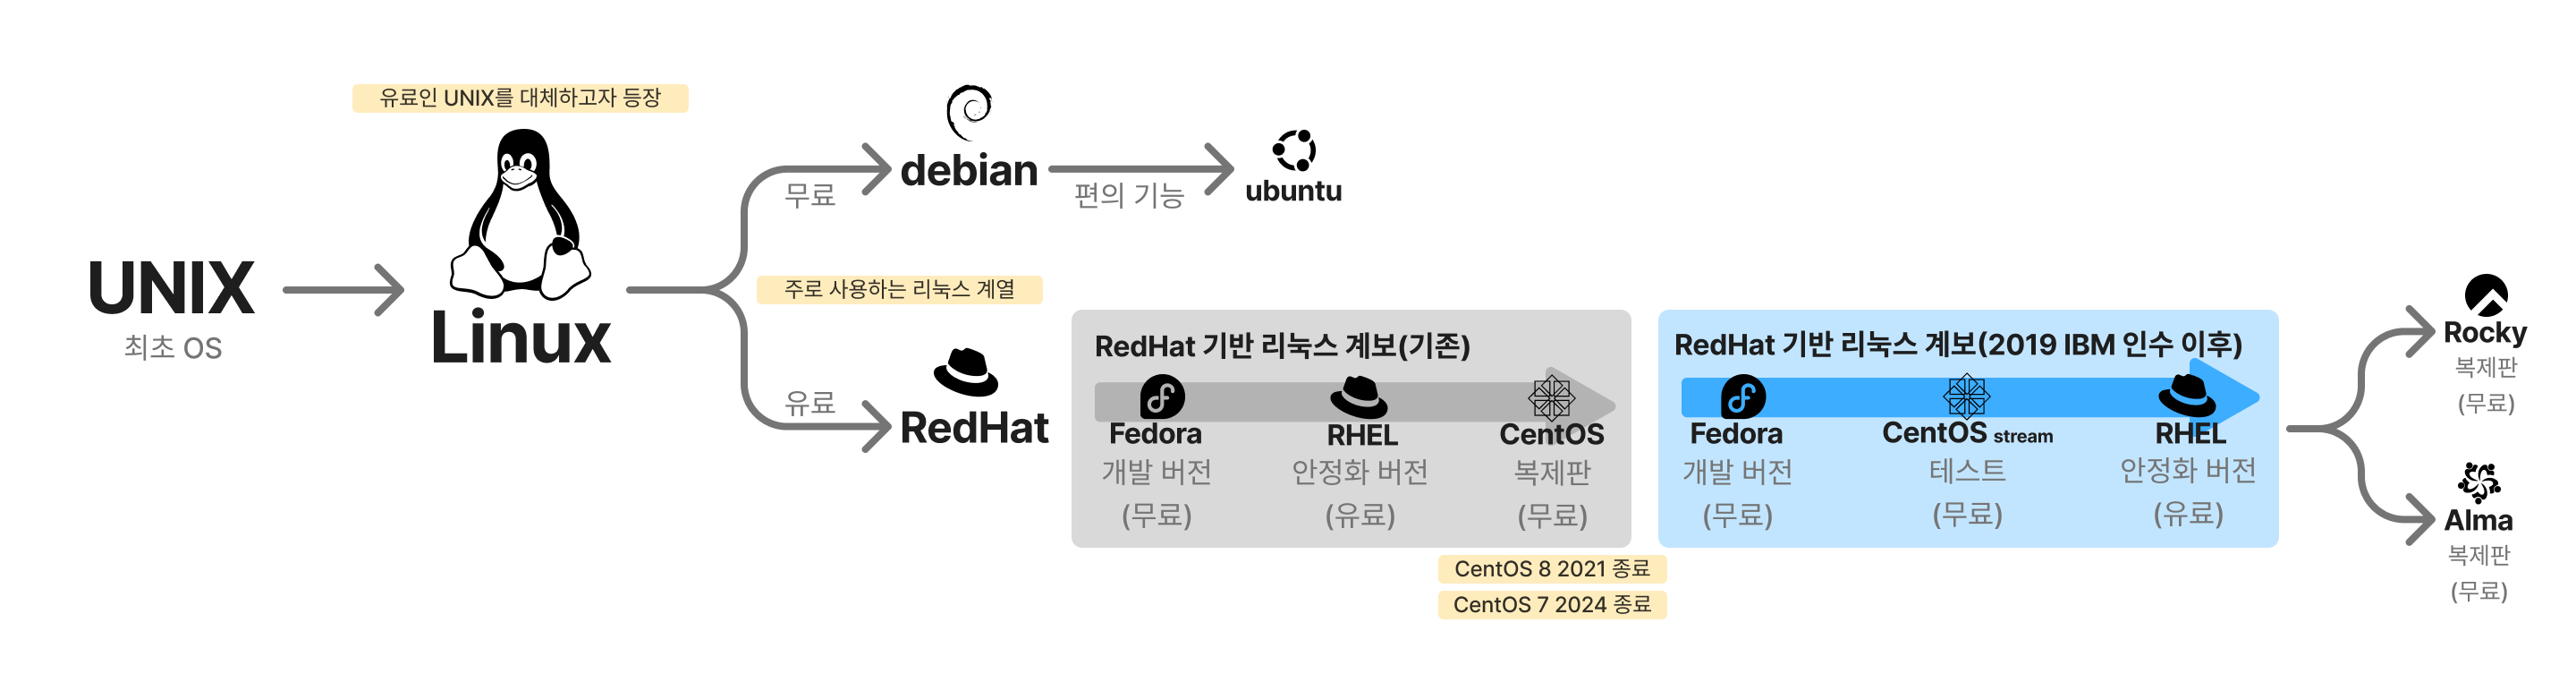 UNIX
최초 OS
유료인 UNIX를 대체하고자 등장
Linux
무료
debian
편의 기능
ubuntu
주로 사용하는 리눅스 계열
유료
RedHat
RedHat 기반 리눅스 계보(기존)
Fedora
개발 버전
(무료)
RHEL
안정화 버전
(유료)
CentOS
복제판
(무료)
CentOS 8 2021 종료
CentOS 7 2024 종료
RedHat 기반 리눅스 계보(2019 IBM 인수 이후)
Fedora
개발 버전
(무료)
CentOS stream
테스트
(무료)
RHEL
안정화 버전
(유료)
Rocky
복제판
(무료)
Alma
복제판
(무료)